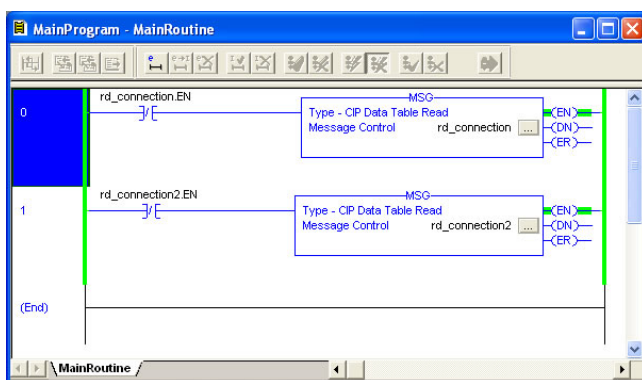 MainProgram - MainRoutine
rd_connection.EN
MSG
0
Type - CIP Data Table Read
EN
Message Control rd_connection ...
DN
ER
rd_connection2.EN
MSG
1
Type - CIP Data Table Read
EN
Message Control rd_connection2 ...
DN
ER
(End)
MainRoutine